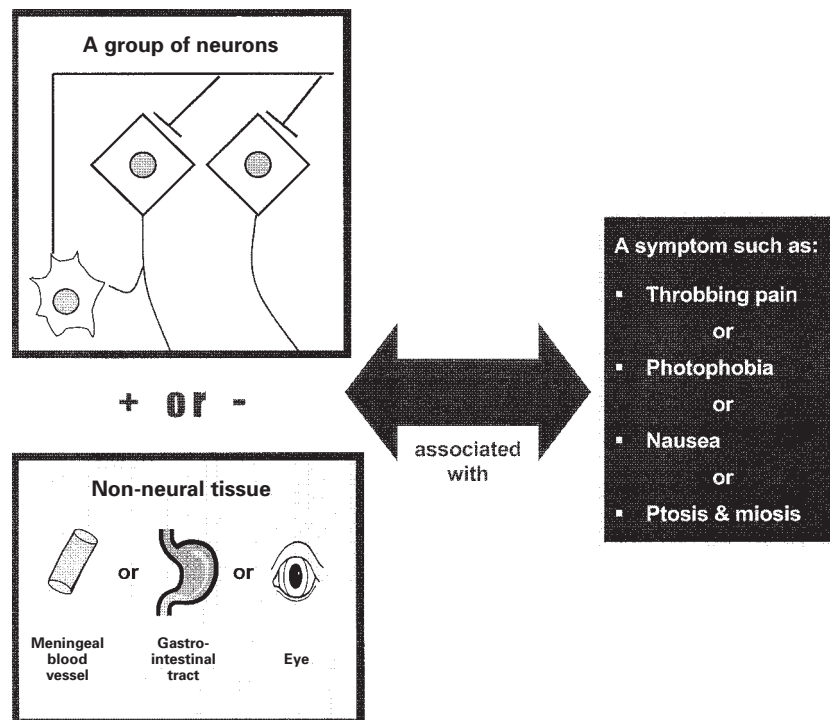 A group of neurons
+ or -
Non-neural tissue
or
or
Meningeal
blood
vessel
Gastro-
intestinal
tract
Eye
associated
with
A symptom such as:
▪ Throbbing pain
or
▪ Photophobia
or
▪ Nausea
or
▪ Ptosis & miosis